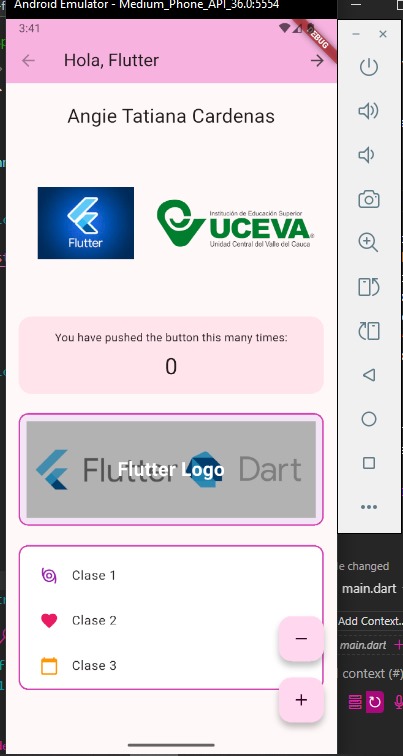 Android Emulator - Medium_Phone_API_36.0:5554
3:41
DEBUG
Hola, Flutter
Angie Tatiana Cardenas
Flutter
Institución de Educación Superior
UCEVA
Unidad Central del Valle del Cauca
You have pushed the button this many times:
0
Flutter Dart
Flutter Logo
Clase 1
Clase 2
Clase 3
−
+
e changed
main.dart
Add Context..
main.dart +
context (#)